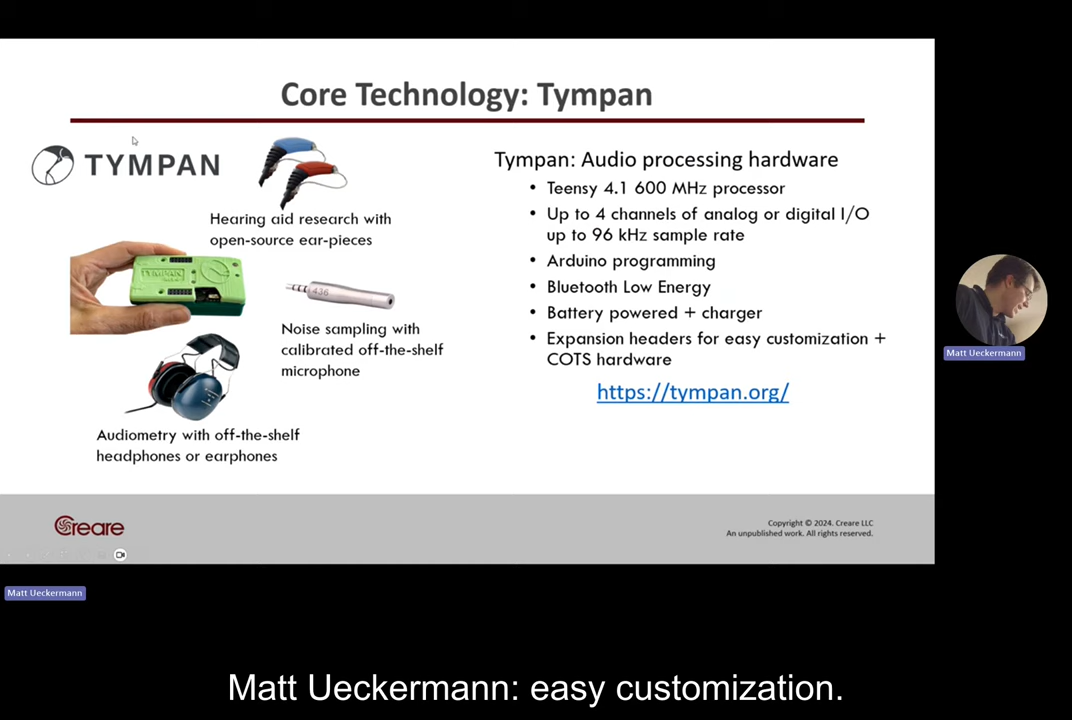 Core Technology: Tympan
TYMPAN
Hearing aid research with
open-source ear-pieces
TYMPAN
436
Noise sampling with
calibrated off-the-shelf
microphone
Audiometry with off-the-shelf
headphones or earphones
Tympan: Audio processing hardware
• Teensy 4.1 600 MHz processor
• Up to 4 channels of analog or digital I/O
up to 96 kHz sample rate
• Arduino programming
• Bluetooth Low Energy
• Battery powered + charger
• Expansion headers for easy customization +
COTS hardware
https://tympan.org/
Matt Ueckermann
Creare
Copyright © 2024. Creare LLC
An unpublished work. All rights reserved.
Matt Ueckermann
Matt Ueckermann: easy customization.